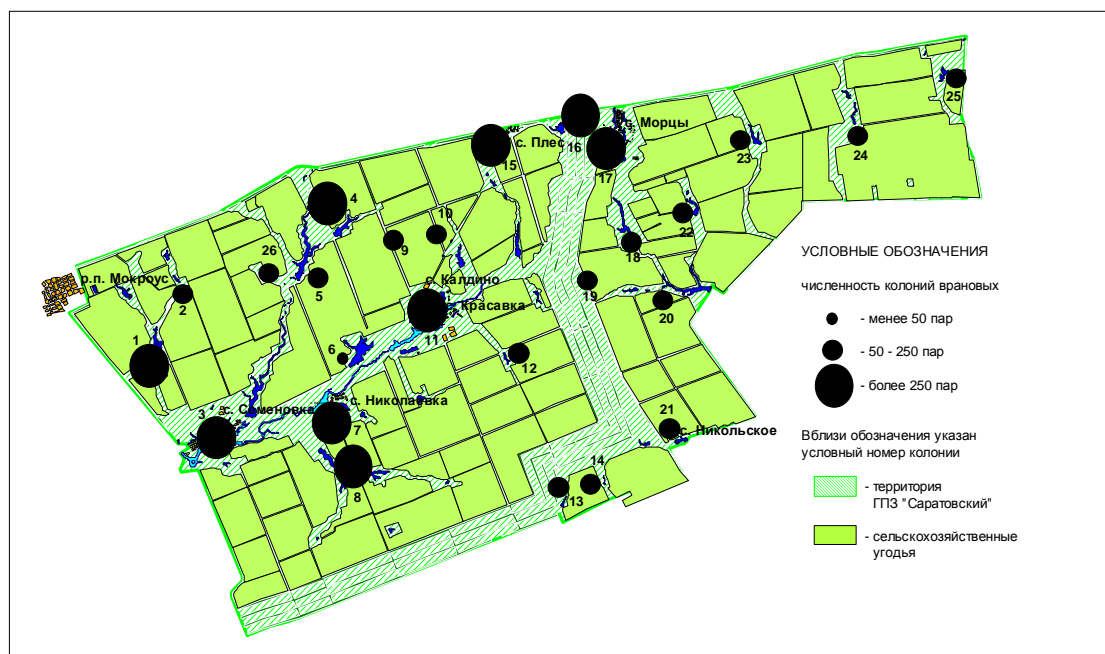 25
с. Морцы
16
23
24
с. Плес
15
17
4
10
22
9
18
26
с. Калдино
р.п. Мокроус
5
19
2
с. Красавка
20
1
11
6
12
с. Николаевка
с. Семеновка
3
7
21
с. Никольское
14
8
13
УСЛОВНЫЕ ОБОЗНАЧЕНИЯ
численность колоний врановых
- менее 50 пар
- 50 - 250 пар
- более 250 пар
Вблизи обозначения указан
условный номер колонии
- территория
ГПЗ "Саратовский"
- сельскохозяйственные
угодья